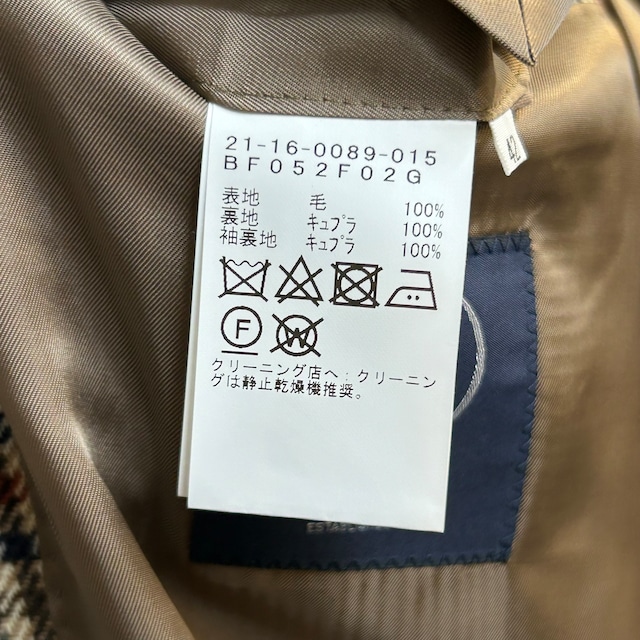 21-16-0089-015
BF052F02G
表地 毛 100%
裏地 キュプラ 100%
袖裏地 キュプラ 100%
F
W
クリーニング店へ:クリーニン
グは静止乾燥機推奨。
42